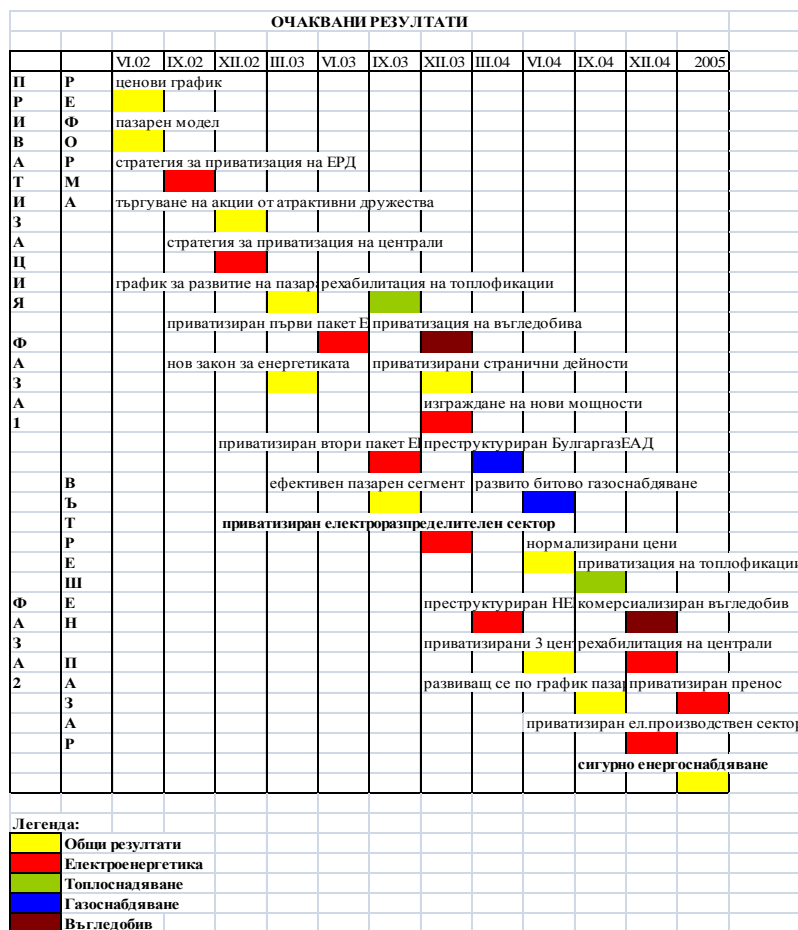 ОЧАКВАНИ РЕЗУЛТАТИ
VI.02 IX.02 XII.02 III.03 VI.03 IX.03 XII.03 III.04 VI.04 IX.04 XII.04 2005
П Р ценови график
Р Е
И Ф пазарен модел
В О
А Р стратегия за приватизация на ЕРД
Т М
И А търгуване на акции от атрактивни дружества
З
А стратегия за приватизация на централи
Ц
И график за развитие на пазара рехабилитация на топлофикации
Я
приватизиран първи пакет Е приватизация на въгледобива
Ф
А нов закон за енергетиката приватизирани странични дейности
З
А изграждане на нови мощности
1
приватизиран втори пакет Е преструктуриран БулгаргазЕАД
В ефективен пазарен сегмент развито битово газоснабдяване
Ъ
Т приватизиран електроразпределителен сектор
Р нормализирани цени
Е приватизация на топлофикации
Ш
Ф Е преструктуриран НЕ комерсиализиран въгледобив
А Н
З приватизирани 3 цен рехабилитация на централи
А П
2 А развиващ се по график паза приватизиран пренос
З
А приватизиран ел.производствен сектор
Р
сигурно енергоснабдяване
Легенда:
Общи резултати
Електроенергетика
Топлоснадяване
Газоснабдяване
Въгледобив